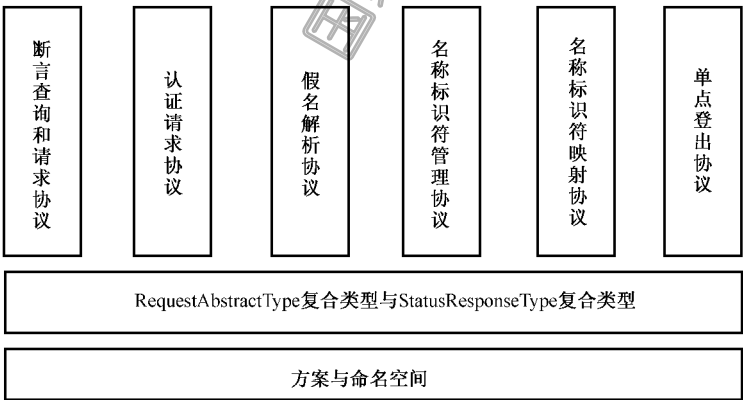 断言查询和请求协议
认证请求协议
假名解析协议
名称标识符管理协议
名称标识符映射协议
单点登出协议
RequestAbstractType复合类型与StatusResponseType复合类型
方案与命名空间